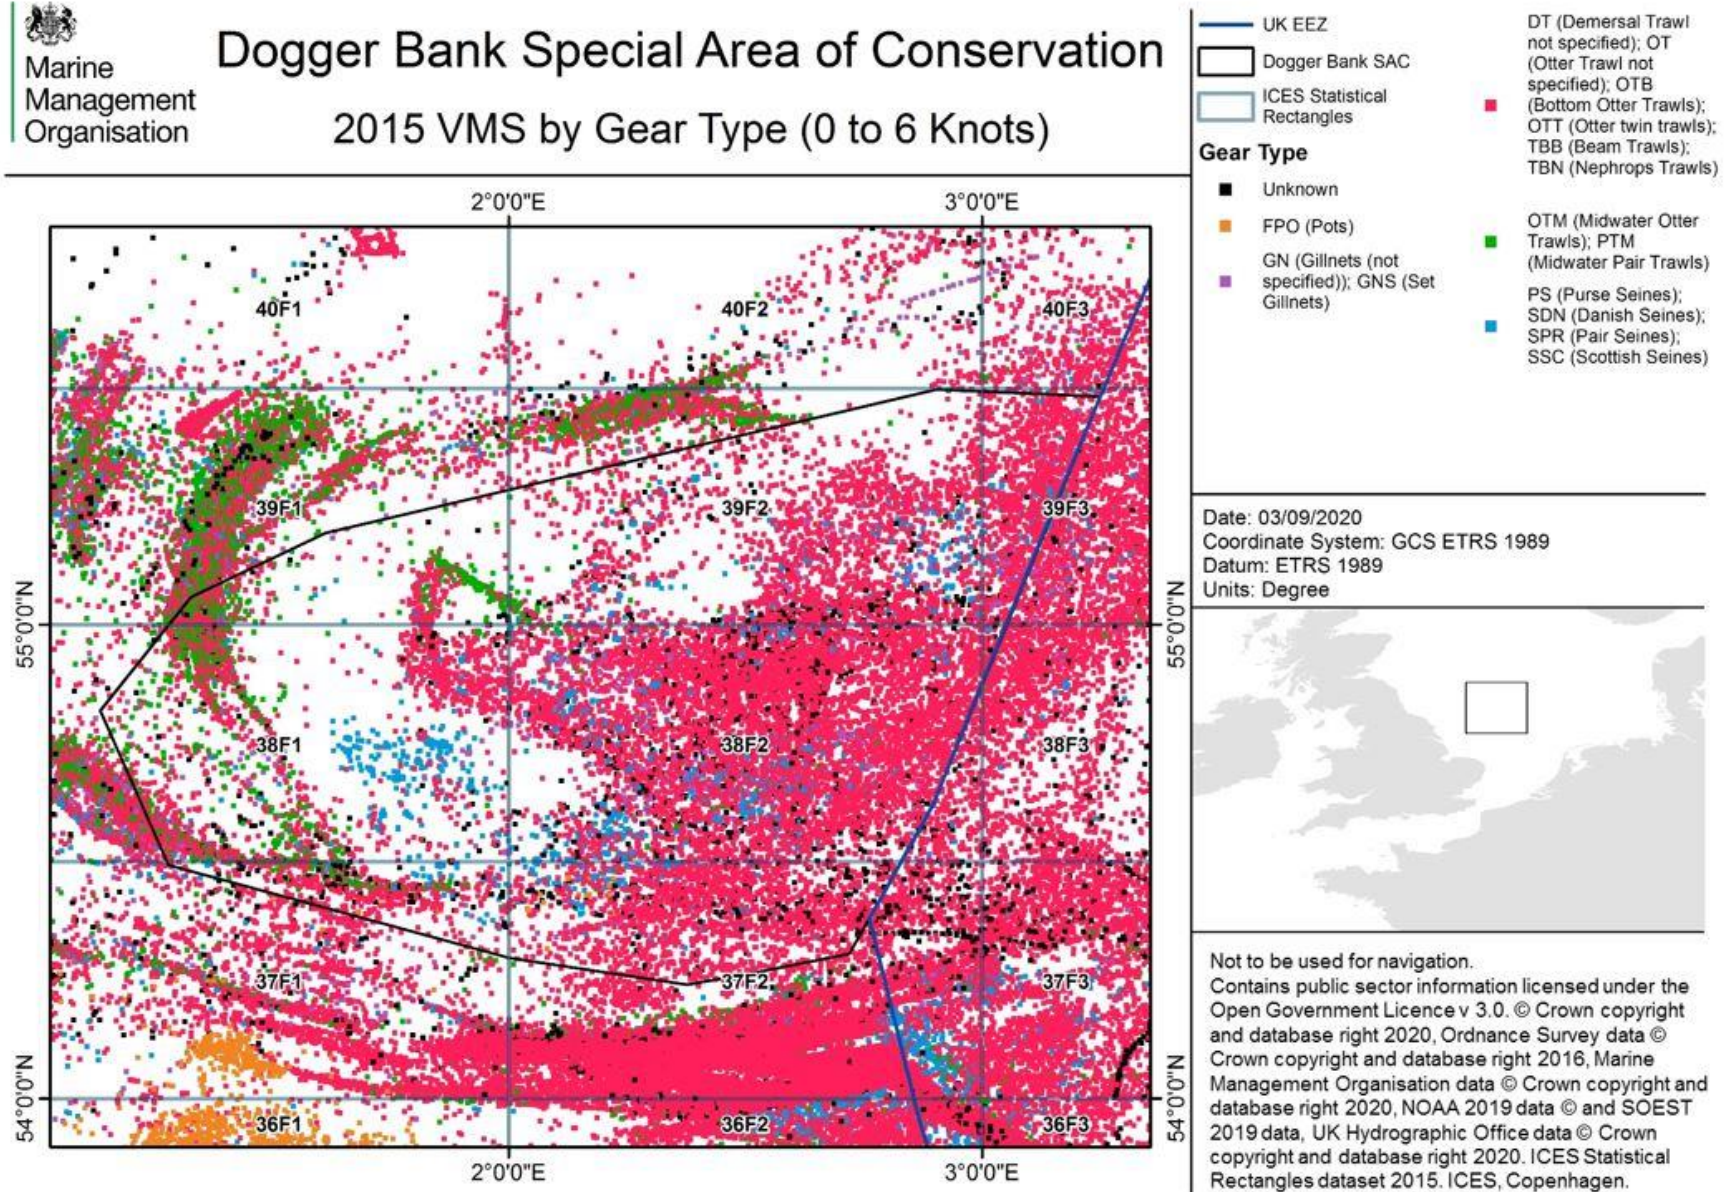 Marine
Management
Organisation
Dogger Bank Special Area of Conservation
2015 VMS by Gear Type (0 to 6 Knots)
UK EEZ
Dogger Bank SAC
ICES Statistical
Rectangles
Gear Type
Unknown
FPO (Pots)
GN (Gillnets (not
specified)); GNS (Set
Gillnets)
DT (Demersal Trawl
not specified); OT
(Otter Trawl not
specified); OTB
(Bottom Otter Trawls);
OTT (Otter twin trawls);
TBB (Beam Trawls);
TBN (Nephrops Trawls)
OTM (Midwater Otter
Trawls); PTM
(Midwater Pair Trawls)
PS (Purse Seines);
SDN (Danish Seines);
SPR (Pair Seines);
SSC (Scottish Seines)
2°0'0"E 3°0'0"E
40F1 40F2 40F3
39F1 39F2 39F3
55°0'0"N 55°0'0"N
38F1 38F2 38F3
37F1 37F2 37F3
54°0'0"N 54°0'0"N
36F1 36F2 36F3
2°0'0"E 3°0'0"E
Date: 03/09/2020
Coordinate System: GCS ETRS 1989
Datum: ETRS 1989
Units: Degree
Not to be used for navigation.
Contains public sector information licensed under the
Open Government Licence v 3.0. © Crown copyright
and database right 2020, Ordnance Survey data ©
Crown copyright and database right 2016, Marine
Management Organisation data © Crown copyright and
database right 2020, NOAA 2019 data © and SOEST
2019 data, UK Hydrographic Office data © Crown
copyright and database right 2020. ICES Statistical
Rectangles dataset 2015. ICES, Copenhagen.